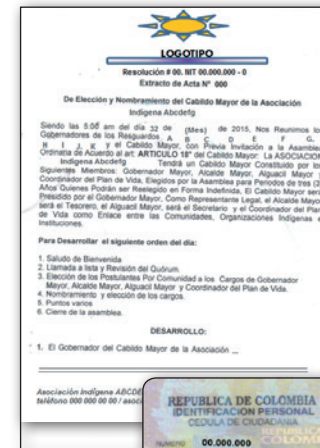 LOGOTIPO
Resolución # 00. NIT 00.000.000 - 0
Extracto de Acta Nº 000
De Elección y Nombramiento del Cabildo Mayor de la Asociación
Indígena Abcdefg
Siendo las 5:00 am del día 32 de (Mes) de 2015, Nos Reunimos los
Gobernadores de los Resguardos A B C D E F G,
H I J, K y el Cabildo Mayor, con Previa Invitación a la Asamblea
Ordinaria de Acuerdo al art: ARTICULO 18º del Cabildo Mayor: La ASOCIACIÓN
Indígena Abcdefg Tendrá un Cabildo Mayor Constituido por los
Siguientes Miembros: Gobernador Mayor, Alcalde Mayor, Alguacil Mayor y
Coordinador del Plan de Vida, Elegidos por la Asamblea para Periodos de tres (3)
Años Quienes Podrán ser Reelegido en Forma Indefinida, El Cabildo Mayor será
Presidido por el Gobernador Mayor, Como Representante Legal, el Alcalde Mayor
será el Tesorero, el Alguacil Mayor, será el Secretario y el Coordinador del Plan
de Vida como Enlace entre las Comunidades, Organizaciones Indígenas e
Instituciones.
Para Desarrollar el siguiente orden del día:
1. Saludo de Bienvenida
2. Llamada a lista y Revisión del Quórum.
3. Elección de los Postulantes Por Comunidad a los Cargos de Gobernador
Mayor, Alcalde Mayor, Alguacil Mayor y Coordinador del Plan de Vida.
4. Nombramiento y elección de los cargos.
5. Puntos varios
6. Cierre de la asamblea.
DESARROLLO:
1. El Gobernador del Cabildo Mayor de la Asociación ...
Asociación Indígena ABCDE
teléfono 000 000 00 00 / asoc
REPUBLICA DE COLOMBIA
IDENTIFICACION PERSONAL
CEDULA DE CIUDADANIA
NUMERO 00.000.000